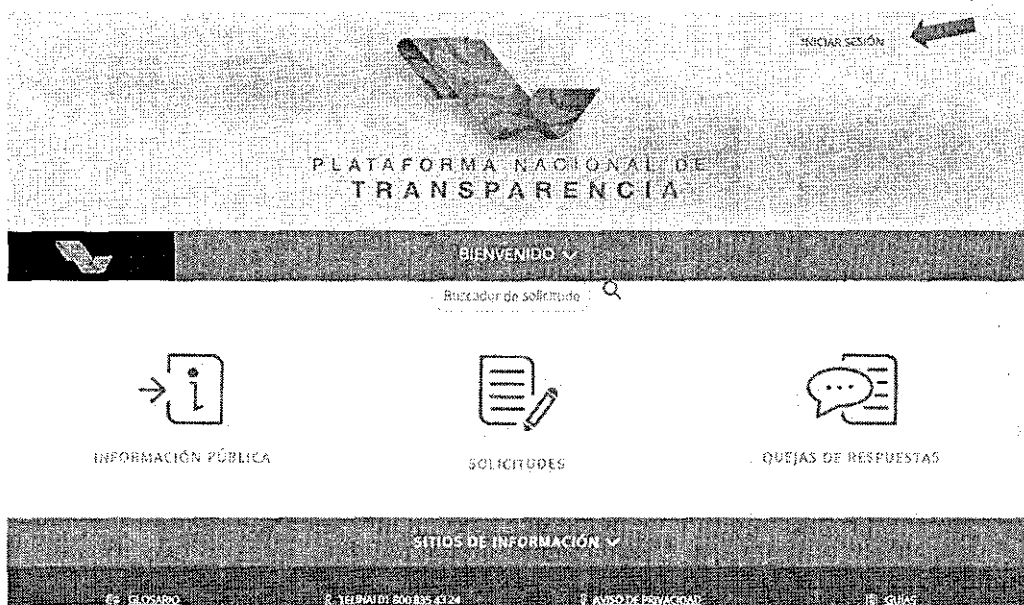 INICIAR SESIÓN
PLATAFORMA NACIONAL DE
TRANSPARENCIA
BIENVENIDO
Buscador de solicitude
INFORMACIÓN PÚBLICA
SOLICITUDES
QUEJAS DE RESPUESTAS
SITIOS DE INFORMACIÓN
GLOSARIO
TELINAI 01 800 835 43 24
AVISO DE PRIVACIDAD
GUÍAS